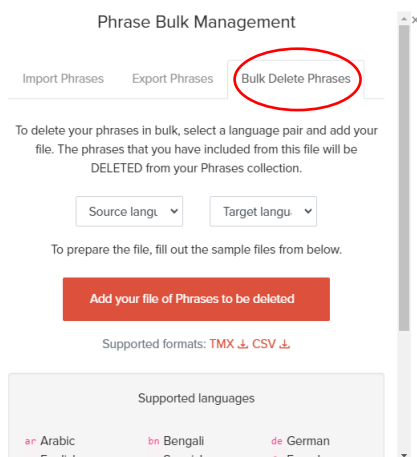 Phrase Bulk Management
Import Phrases Export Phrases Bulk Delete Phrases
To delete your phrases in bulk, select a language pair and add your
file. The phrases that you have included from this file will be
DELETED from your Phrases collection.
Source langu Target langu
To prepare the file, fill out the sample files from below.
Add your file of Phrases to be deleted
Supported formats: TMX CSV
Supported languages
ar Arabic bn Bengali de German